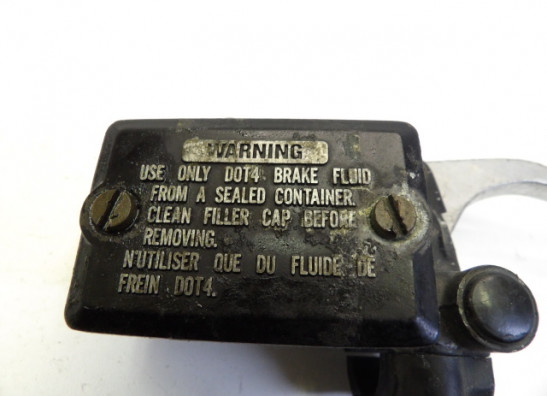 WARNING
USE ONLY DOT4 BRAKE FLUID
FROM A SEALED CONTAINER.
CLEAN FILLER CAP BEFORE
REMOVING.
N'UTILISER QUE DU FLUIDE DE
FREIN DOT4.